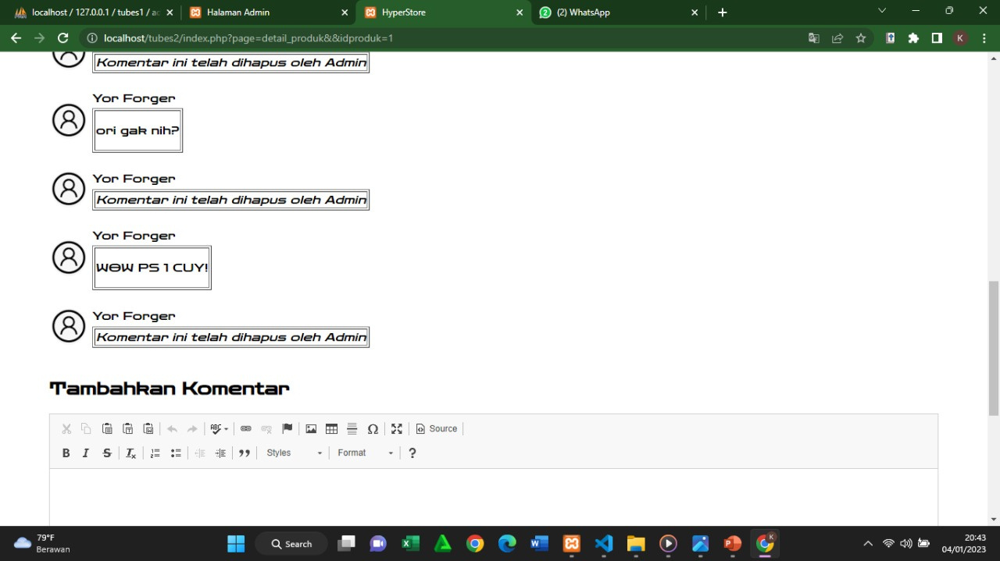 localhost / 127.0.0.1 / tubes1 / ac
Halaman Admin
HyperStore
(2) WhatsApp
localhost/tubes2/index.php?page=detail_produk&&idproduk=1
K
Komentar ini telah dihapus oleh Admin
Yor Forger
ori gak nih?
Yor Forger
Komentar ini telah dihapus oleh Admin
Yor Forger
WOW PS 1 CUY!
Yor Forger
Komentar ini telah dihapus oleh Admin
Tambahkan Komentar
ABC
Source
B I S Tx Styles Format ?
79°F
Berawan
Search
20:43
04/01/2023